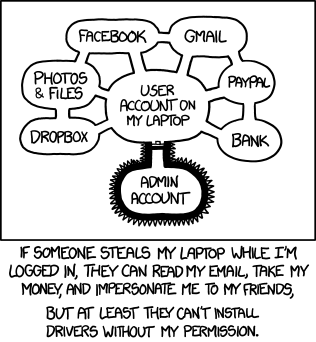 FACEBOOK
GMAIL
PHOTOS
& FILES
USER
ACCOUNT ON
MY LAPTOP
PAYPAL
DROPBOX
BANK
ADMIN
ACCOUNT
IF SOMEONE STEALS MY LAPTOP WHILE I'M
LOGGED IN, THEY CAN READ MY EMAIL, TAKE MY
MONEY, AND IMPERSONATE ME TO MY FRIENDS,
BUT AT LEAST THEY CAN'T INSTALL
DRIVERS WITHOUT MY PERMISSION.